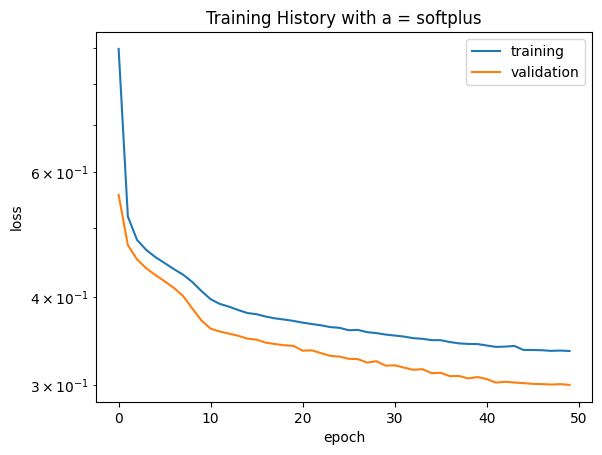 Training History with a = softplus
training
validation
6 × 10⁻¹
4 × 10⁻¹
3 × 10⁻¹
loss
0 10 20 30 40 50
epoch